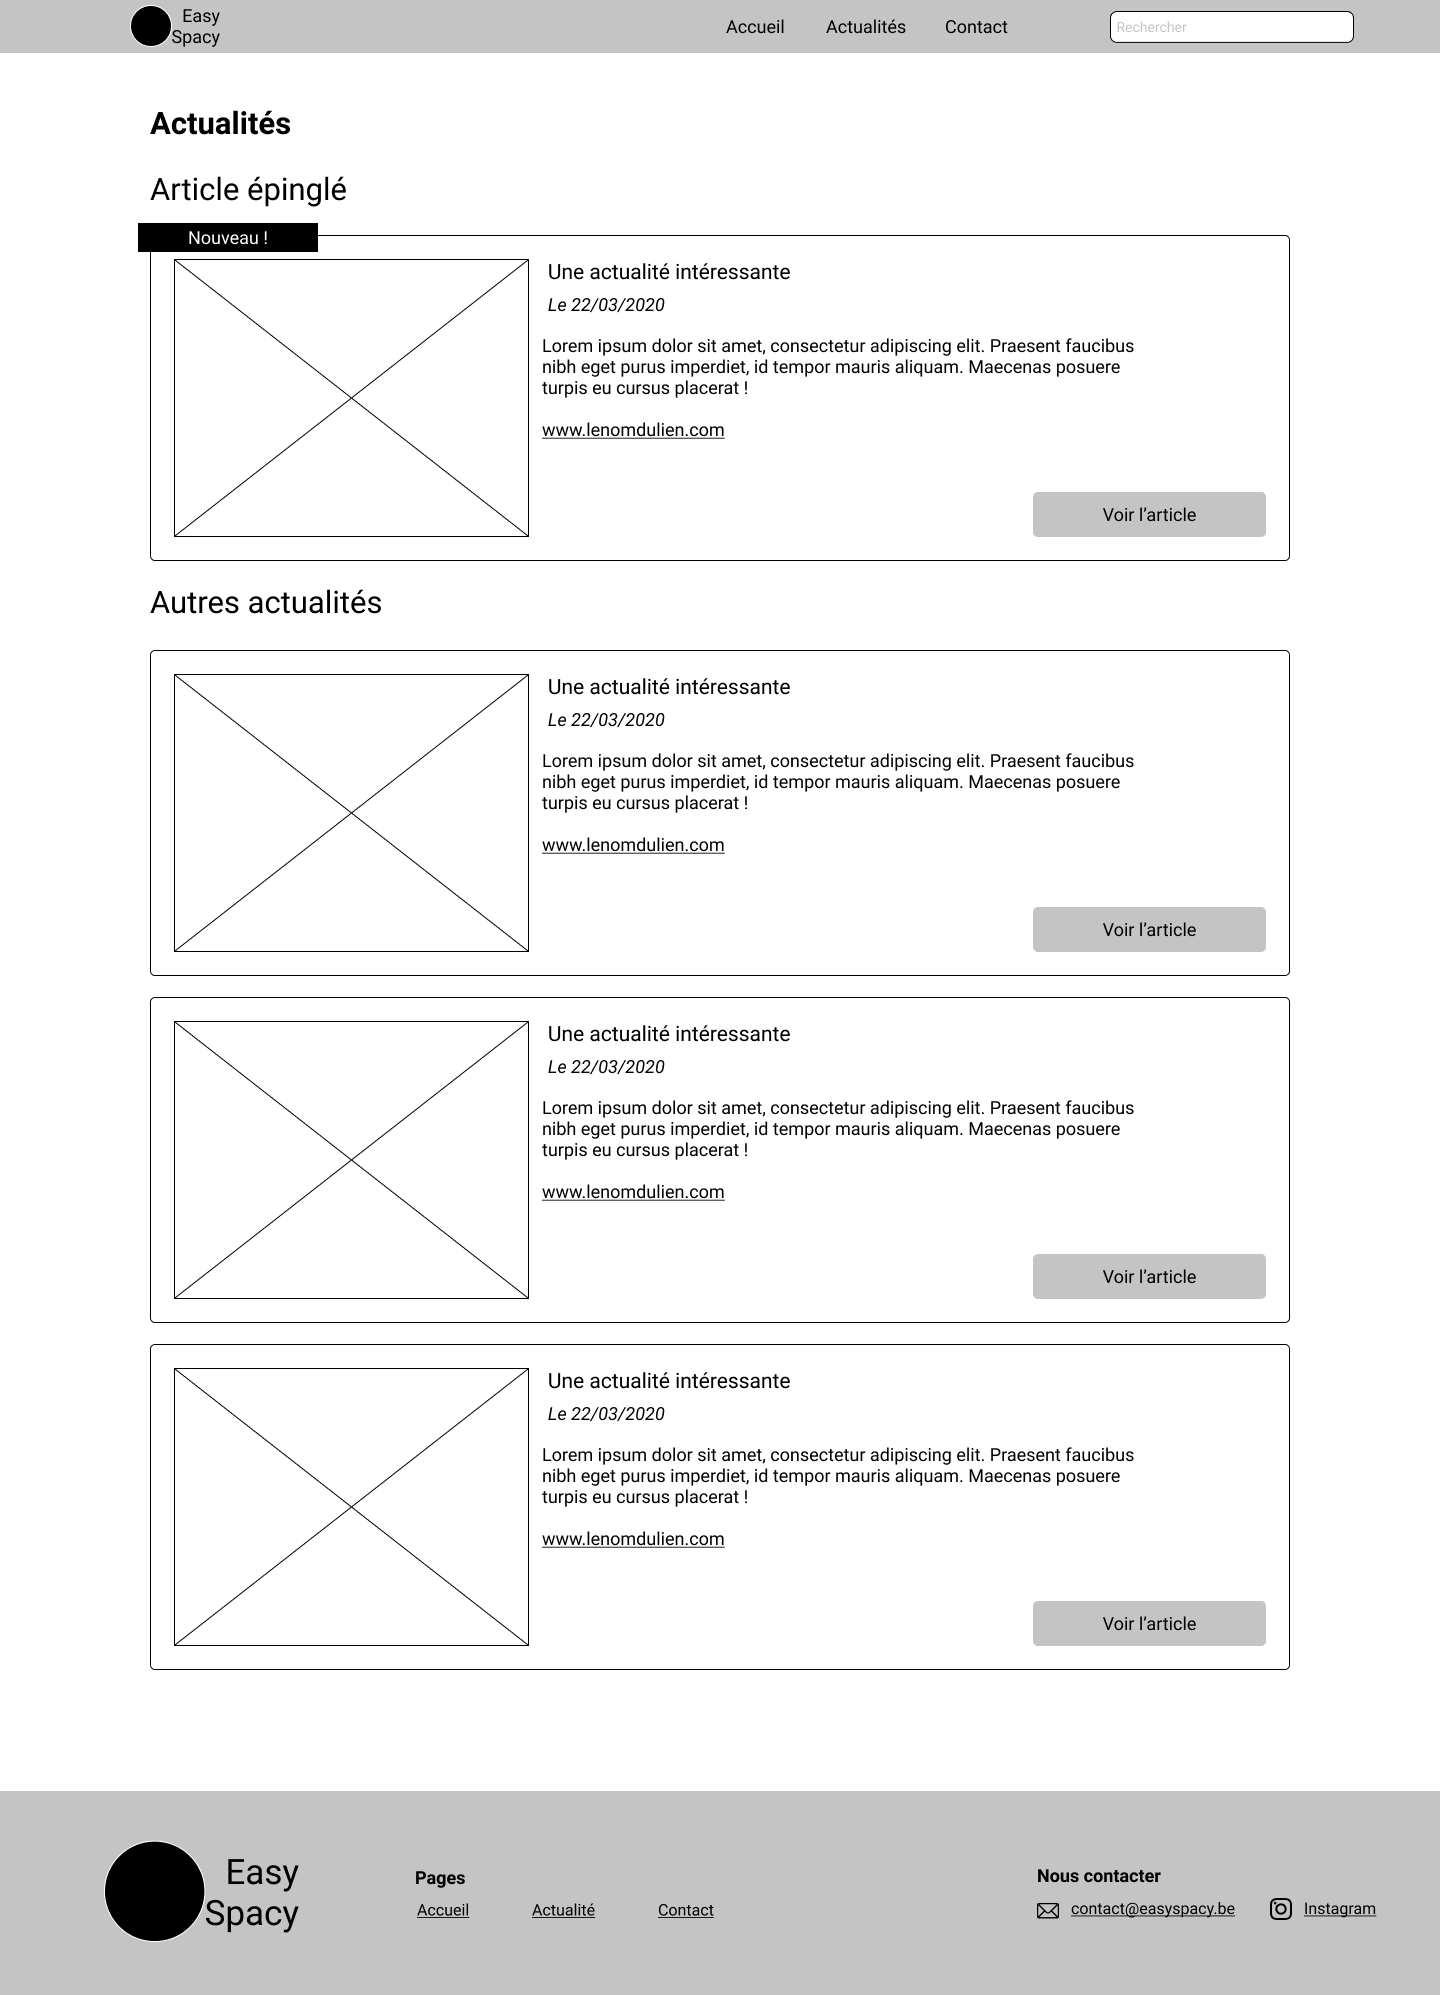 Easy
Spacy
Accueil
Actualités
Contact
Rechercher
Actualités
Article épinglé
Nouveau !
Une actualité intéressante
Le 22/03/2020
Lorem ipsum dolor sit amet, consectetur adipiscing elit. Praesent faucibus
nibh eget purus imperdiet, id tempor mauris aliquam. Maecenas posuere
turpis eu cursus placerat !
www.lenomdulien.com
Voir l’article
Autres actualités
Une actualité intéressante
Le 22/03/2020
Lorem ipsum dolor sit amet, consectetur adipiscing elit. Praesent faucibus
nibh eget purus imperdiet, id tempor mauris aliquam. Maecenas posuere
turpis eu cursus placerat !
www.lenomdulien.com
Voir l’article
Une actualité intéressante
Le 22/03/2020
Lorem ipsum dolor sit amet, consectetur adipiscing elit. Praesent faucibus
nibh eget purus imperdiet, id tempor mauris aliquam. Maecenas posuere
turpis eu cursus placerat !
www.lenomdulien.com
Voir l’article
Une actualité intéressante
Le 22/03/2020
Lorem ipsum dolor sit amet, consectetur adipiscing elit. Praesent faucibus
nibh eget purus imperdiet, id tempor mauris aliquam. Maecenas posuere
turpis eu cursus placerat !
www.lenomdulien.com
Voir l’article
Easy
Spacy
Pages
Accueil
Actualité
Contact
Nous contacter
contact@easyspacy.be
Instagram